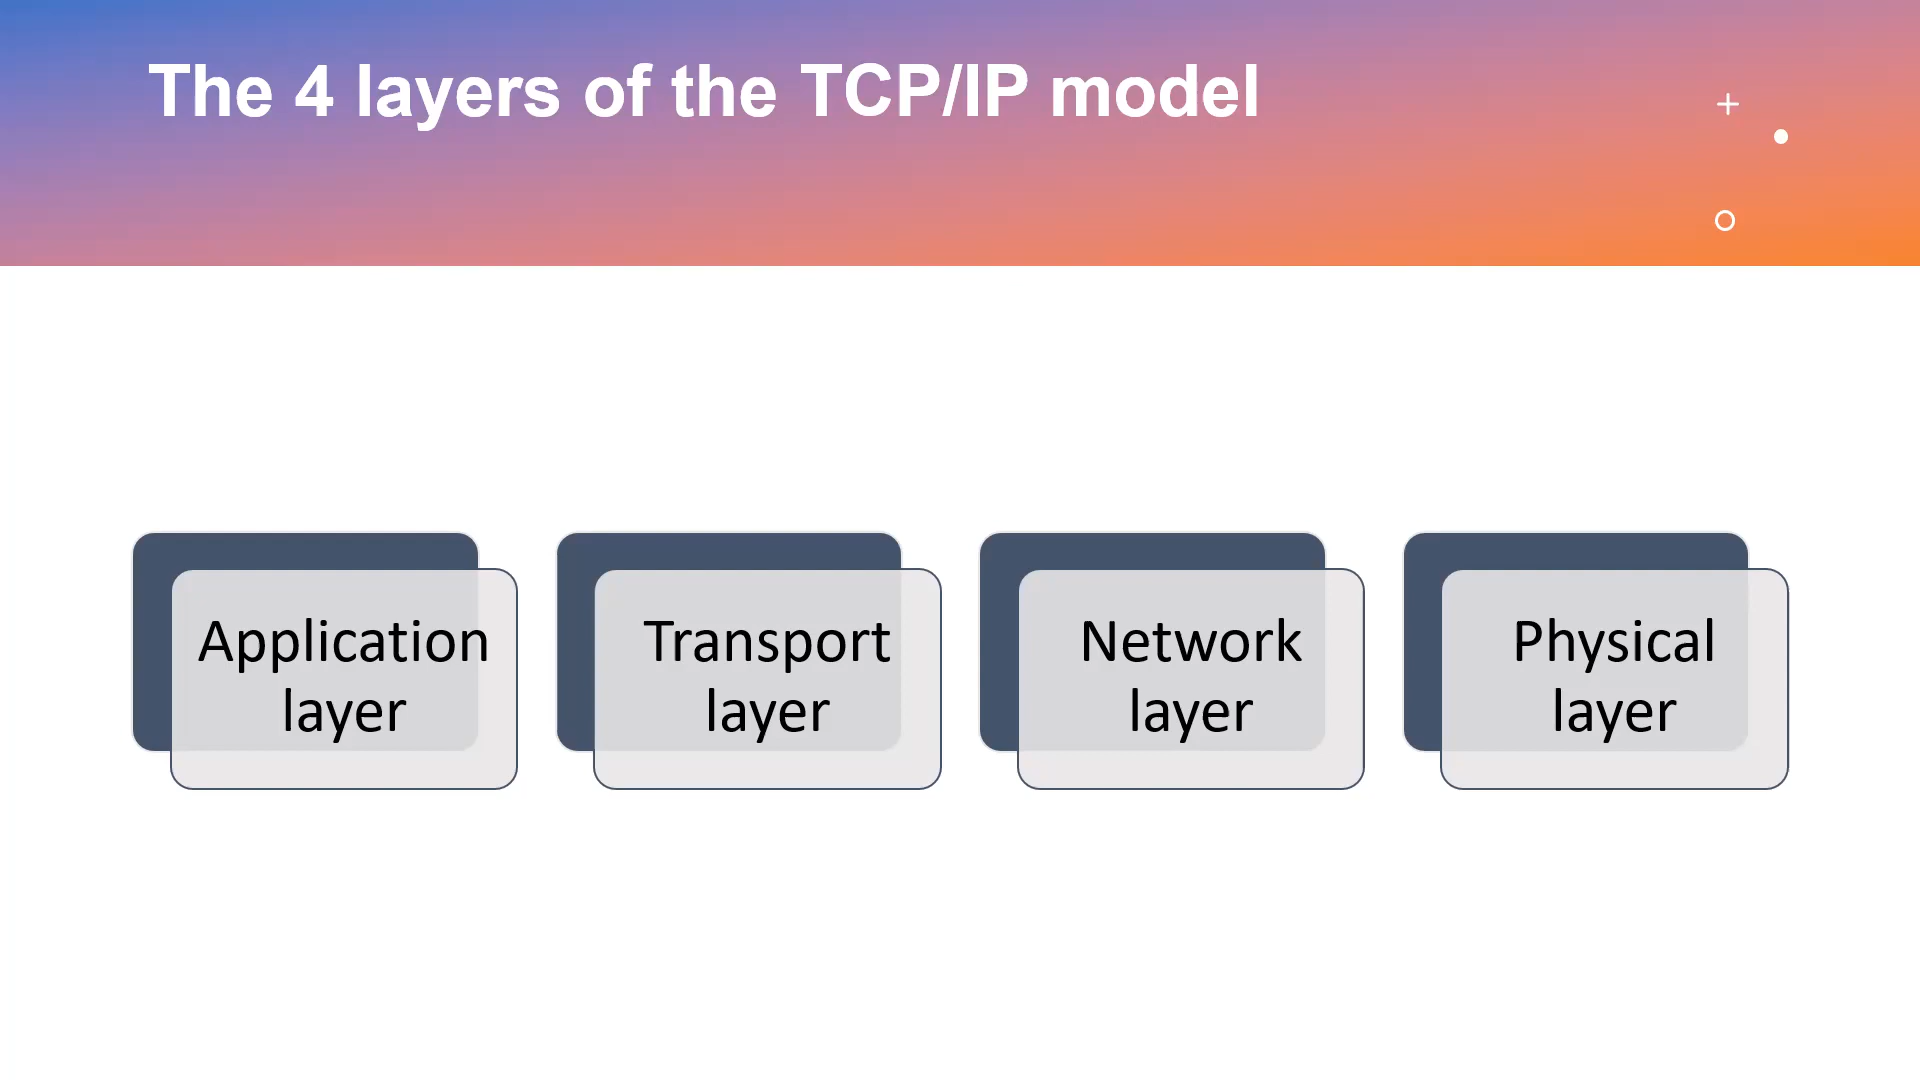 The 4 layers of the TCP/IP model
Application
layer
Transport
layer
Network
layer
Physical
layer